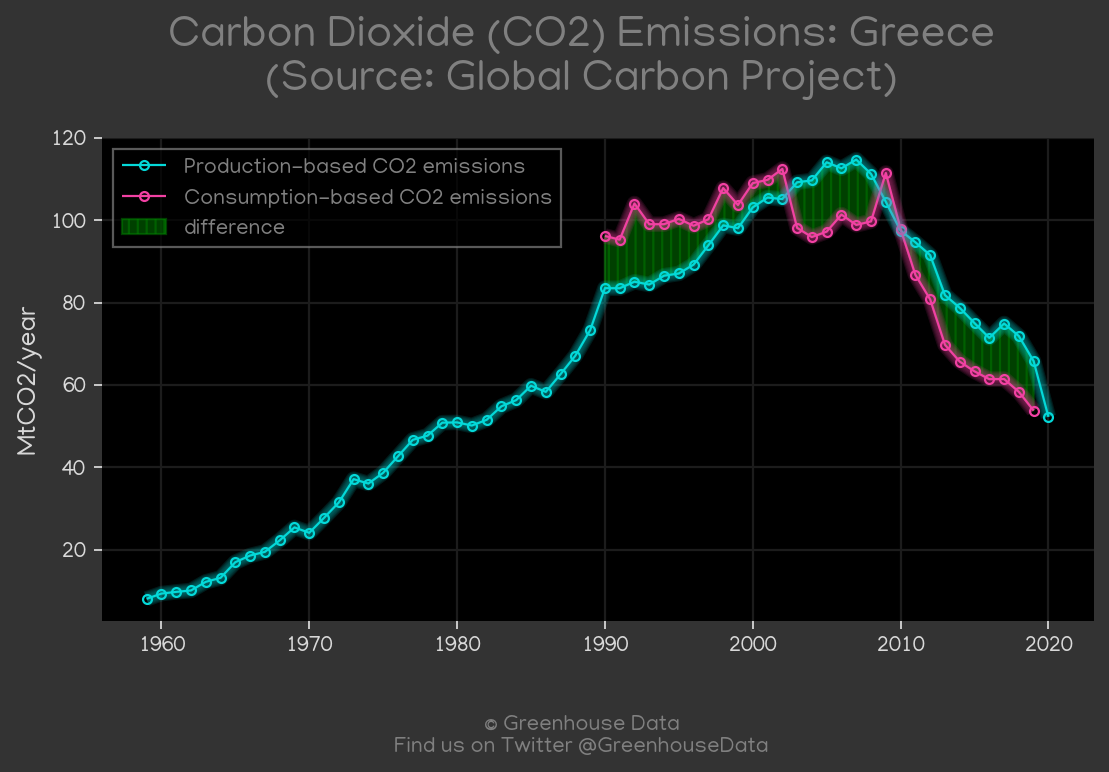 Carbon Dioxide (CO2) Emissions: Greece
(Source: Global Carbon Project)
120
Production-based CO2 emissions
Consumption-based CO2 emissions
difference
100
80
60
40
20
MtCO2/year
1960 1970 1980 1990 2000 2010 2020
© Greenhouse Data
Find us on Twitter @GreenhouseData